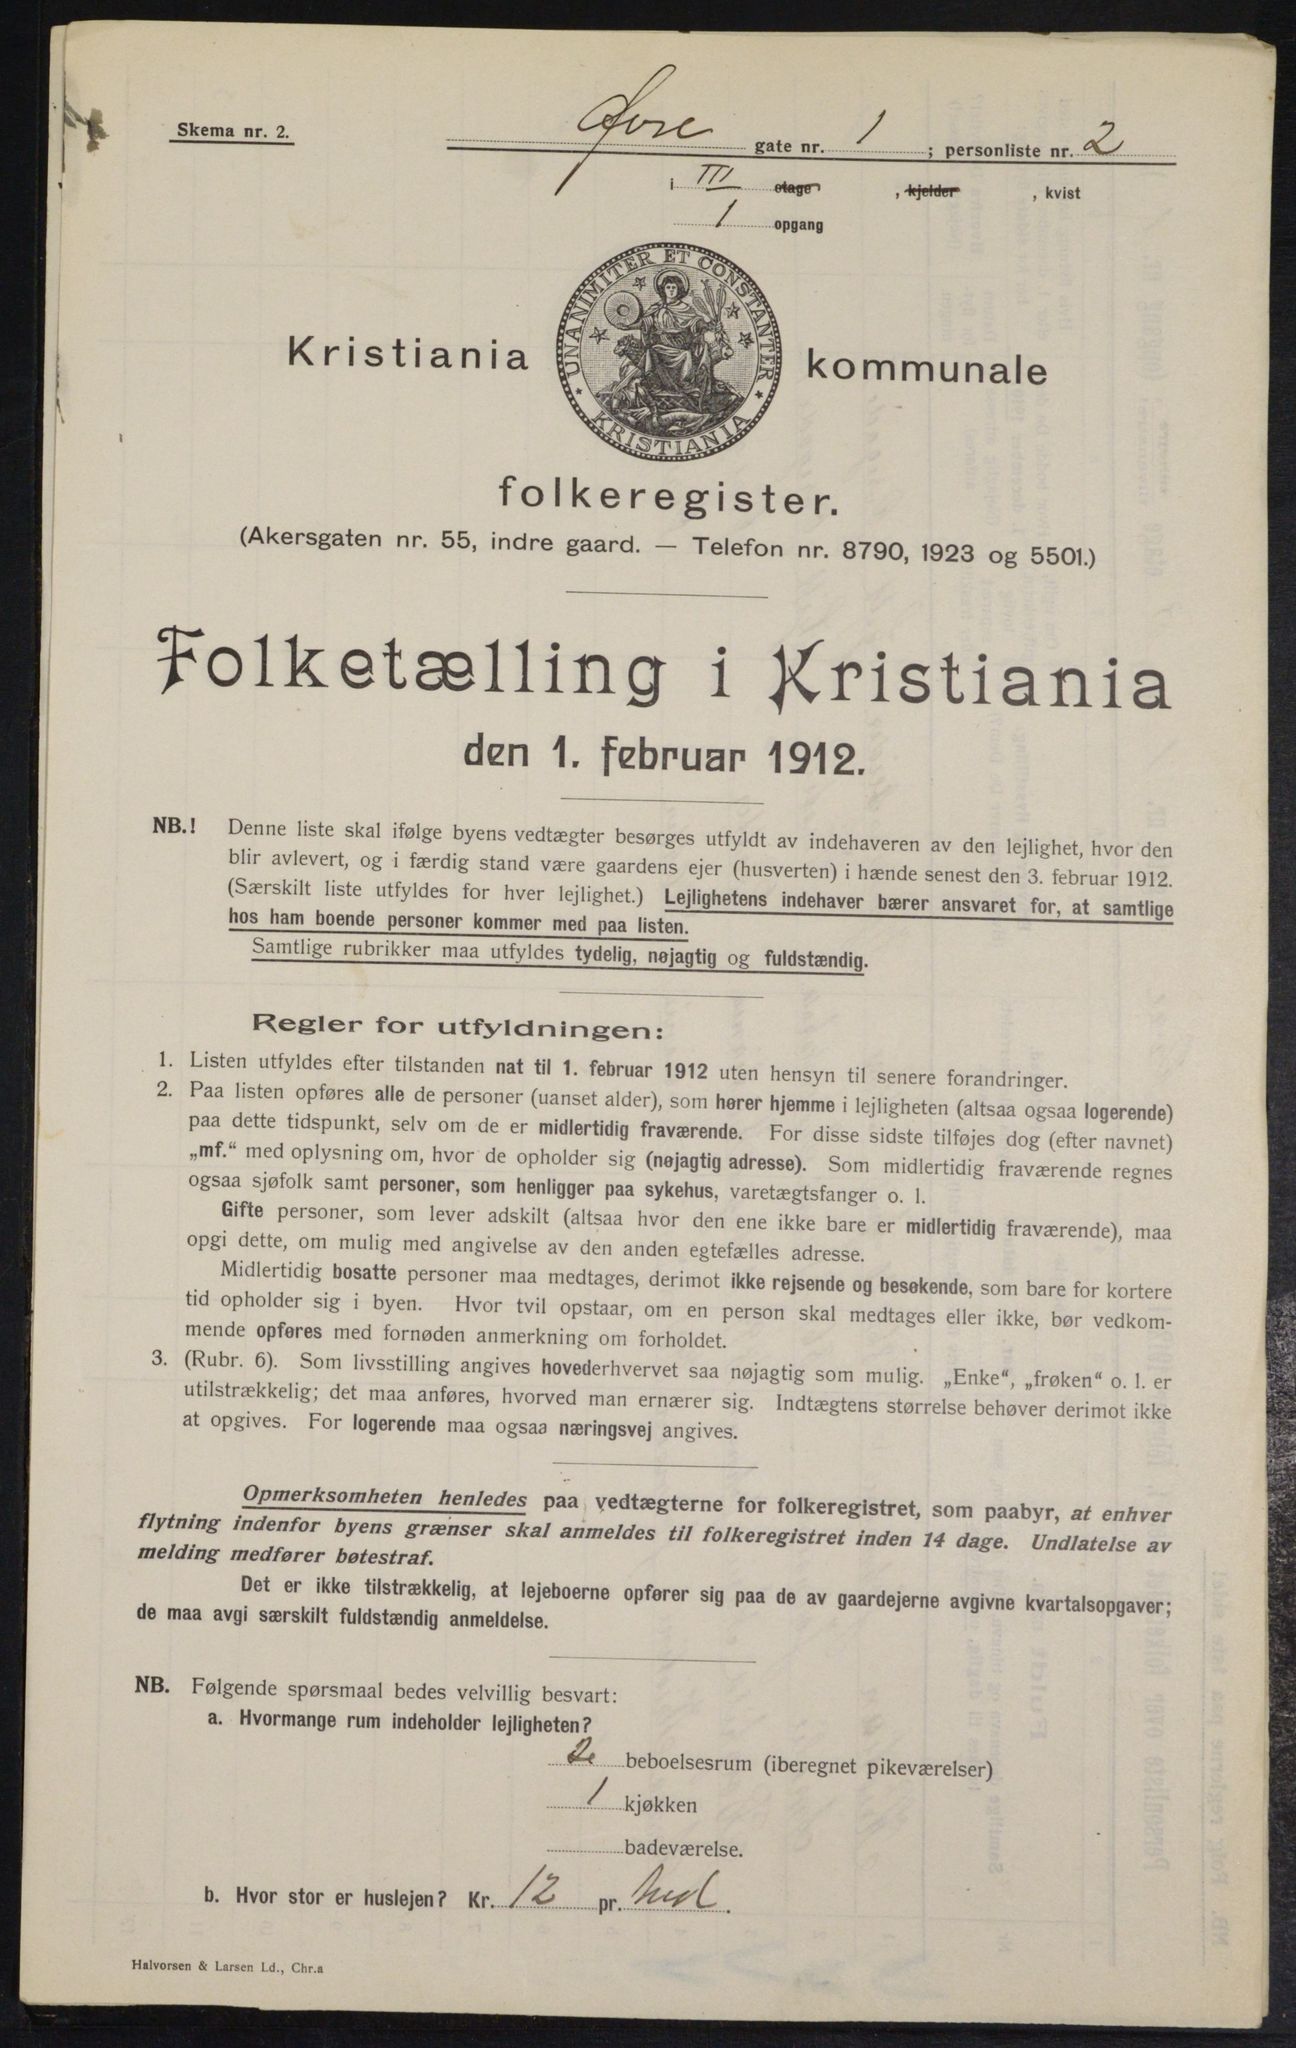 Skema nr. 2.
Øvre gate nr. 1 ; personliste nr. 2
i III etage , kjelder , kvist
1 opgang
UNANIMITER ET CONSTANTER
KRISTIANIA
Kristiania kommunale
folkeregister.
(Akersgaten nr. 55, indre gaard. — Telefon nr. 8790, 1923 og 5501.)
Folketælling i Kristiania
den 1. februar 1912.
NB.! Denne liste skal ifølge byens vedtægter besørges utfyldt av indehaveren av den lejlighet, hvor den
blir avlevert, og i færdig stand være gaardens ejer (husverten) i hænde senest den 3. februar 1912.
(Særskilt liste utfyldes for hver lejlighet.) Lejlighetens indehaver bærer ansvaret for, at samtlige
hos ham boende personer kommer med paa listen.
Samtlige rubrikker maa utfyldes tydelig, nøjagtig og fuldstændig.
Regler for utfyldningen:
1. Listen utfyldes efter tilstanden nat til 1. februar 1912 uten hensyn til senere forandringer.
2. Paa listen opføres alle de personer (uanset alder), som hører hjemme i lejligheten (altsaa ogsaa logerende)
paa dette tidspunkt, selv om de er midlertidig fraværende. For disse sidste tilføjes dog (efter navnet)
„mf.“ med oplysning om, hvor de opholder sig (nøjagtig adresse). Som midlertidig fraværende regnes
ogsaa sjøfolk samt personer, som henligger paa sykehus, varetægtsfanger o. l.
Gifte personer, som lever adskilt (altsaa hvor den ene ikke bare er midlertidig fraværende), maa
opgi dette, om mulig med angivelse av den anden egtefælles adresse.
Midlertidig bosatte personer maa medtages, derimot ikke rejsende og besøkende, som bare for kortere
tid opholder sig i byen. Hvor tvil opstaar, om en person skal medtages eller ikke, bør vedkom-
mende opføres med fornøden anmerkning om forholdet.
3. (Rubr. 6). Som livsstilling angives hovederhvervet saa nøjagtig som mulig. „Enke“, „frøken“ o. l. er
utilstrækkelig; det maa anføres, hvorved man ernærer sig. Indtægtens størrelse behøver derimot ikke
at opgives. For logerende maa ogsaa næringsvej angives.
Opmerksomheten henledes paa vedtægterne for folkeregistret, som paabyr, at enhver
flytning indenfor byens grænser skal anmeldes til folkeregistret inden 14 dage. Undlatelse av
melding medfører bøtestraf.
Det er ikke tilstrækkelig, at lejeboerne opfører sig paa de av gaardejerne avgivne kvartalsopgaver;
de maa avgi særskilt fuldstændig anmeldelse.
NB. Følgende spørsmaal bedes velvillig besvart:
a. Hvormange rum indeholder lejligheten?
2 beboelsesrum (iberegnet pikeværelser)
1 kjøkken
badeværelse.
b. Hvor stor er huslejen? Kr. 12 pr. Md.
Halvorsen & Larsen Ld., Chr.a